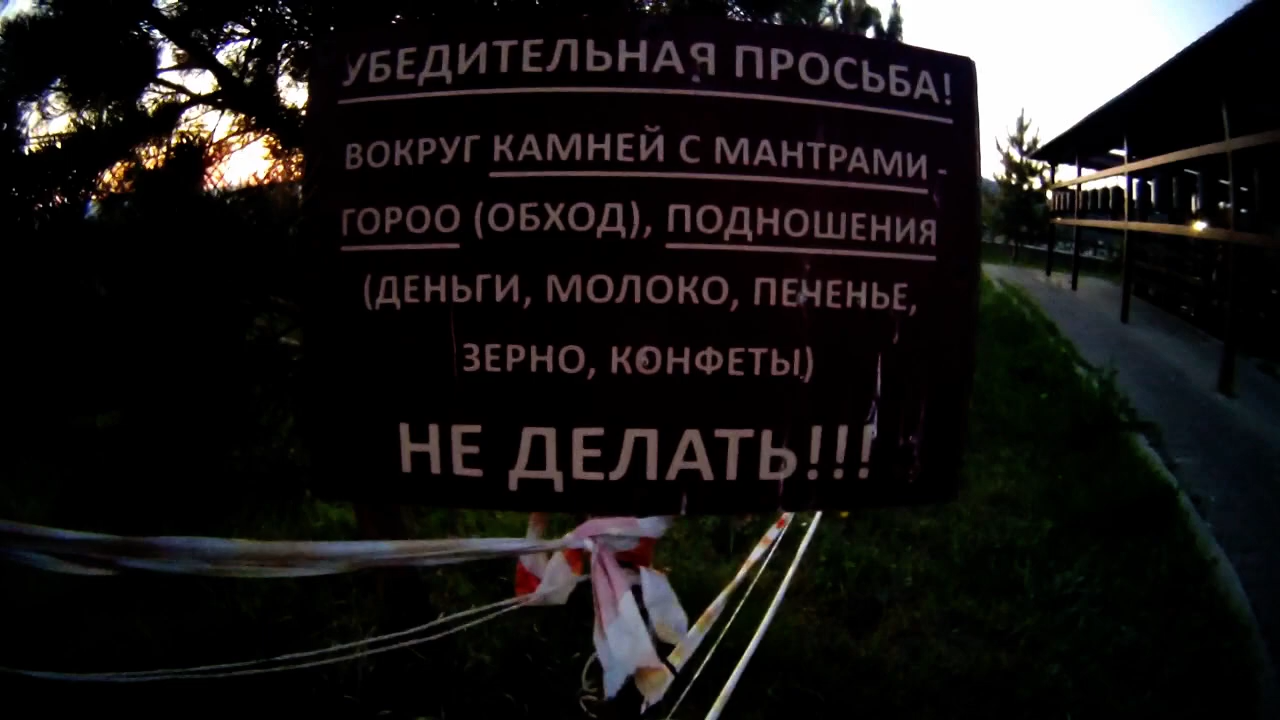 УБЕДИТЕЛЬНАЯ ПРОСЬБА!
ВОКРУГ КАМНЕЙ С МАНТРАМИ -
ГОРОО (ОБХОД), ПОДНОШЕНИЯ
(ДЕНЬГИ, МОЛОКО, ПЕЧЕНЬЕ,
ЗЕРНО, КОНФЕТЫ)
НЕ ДЕЛАТЬ!!!